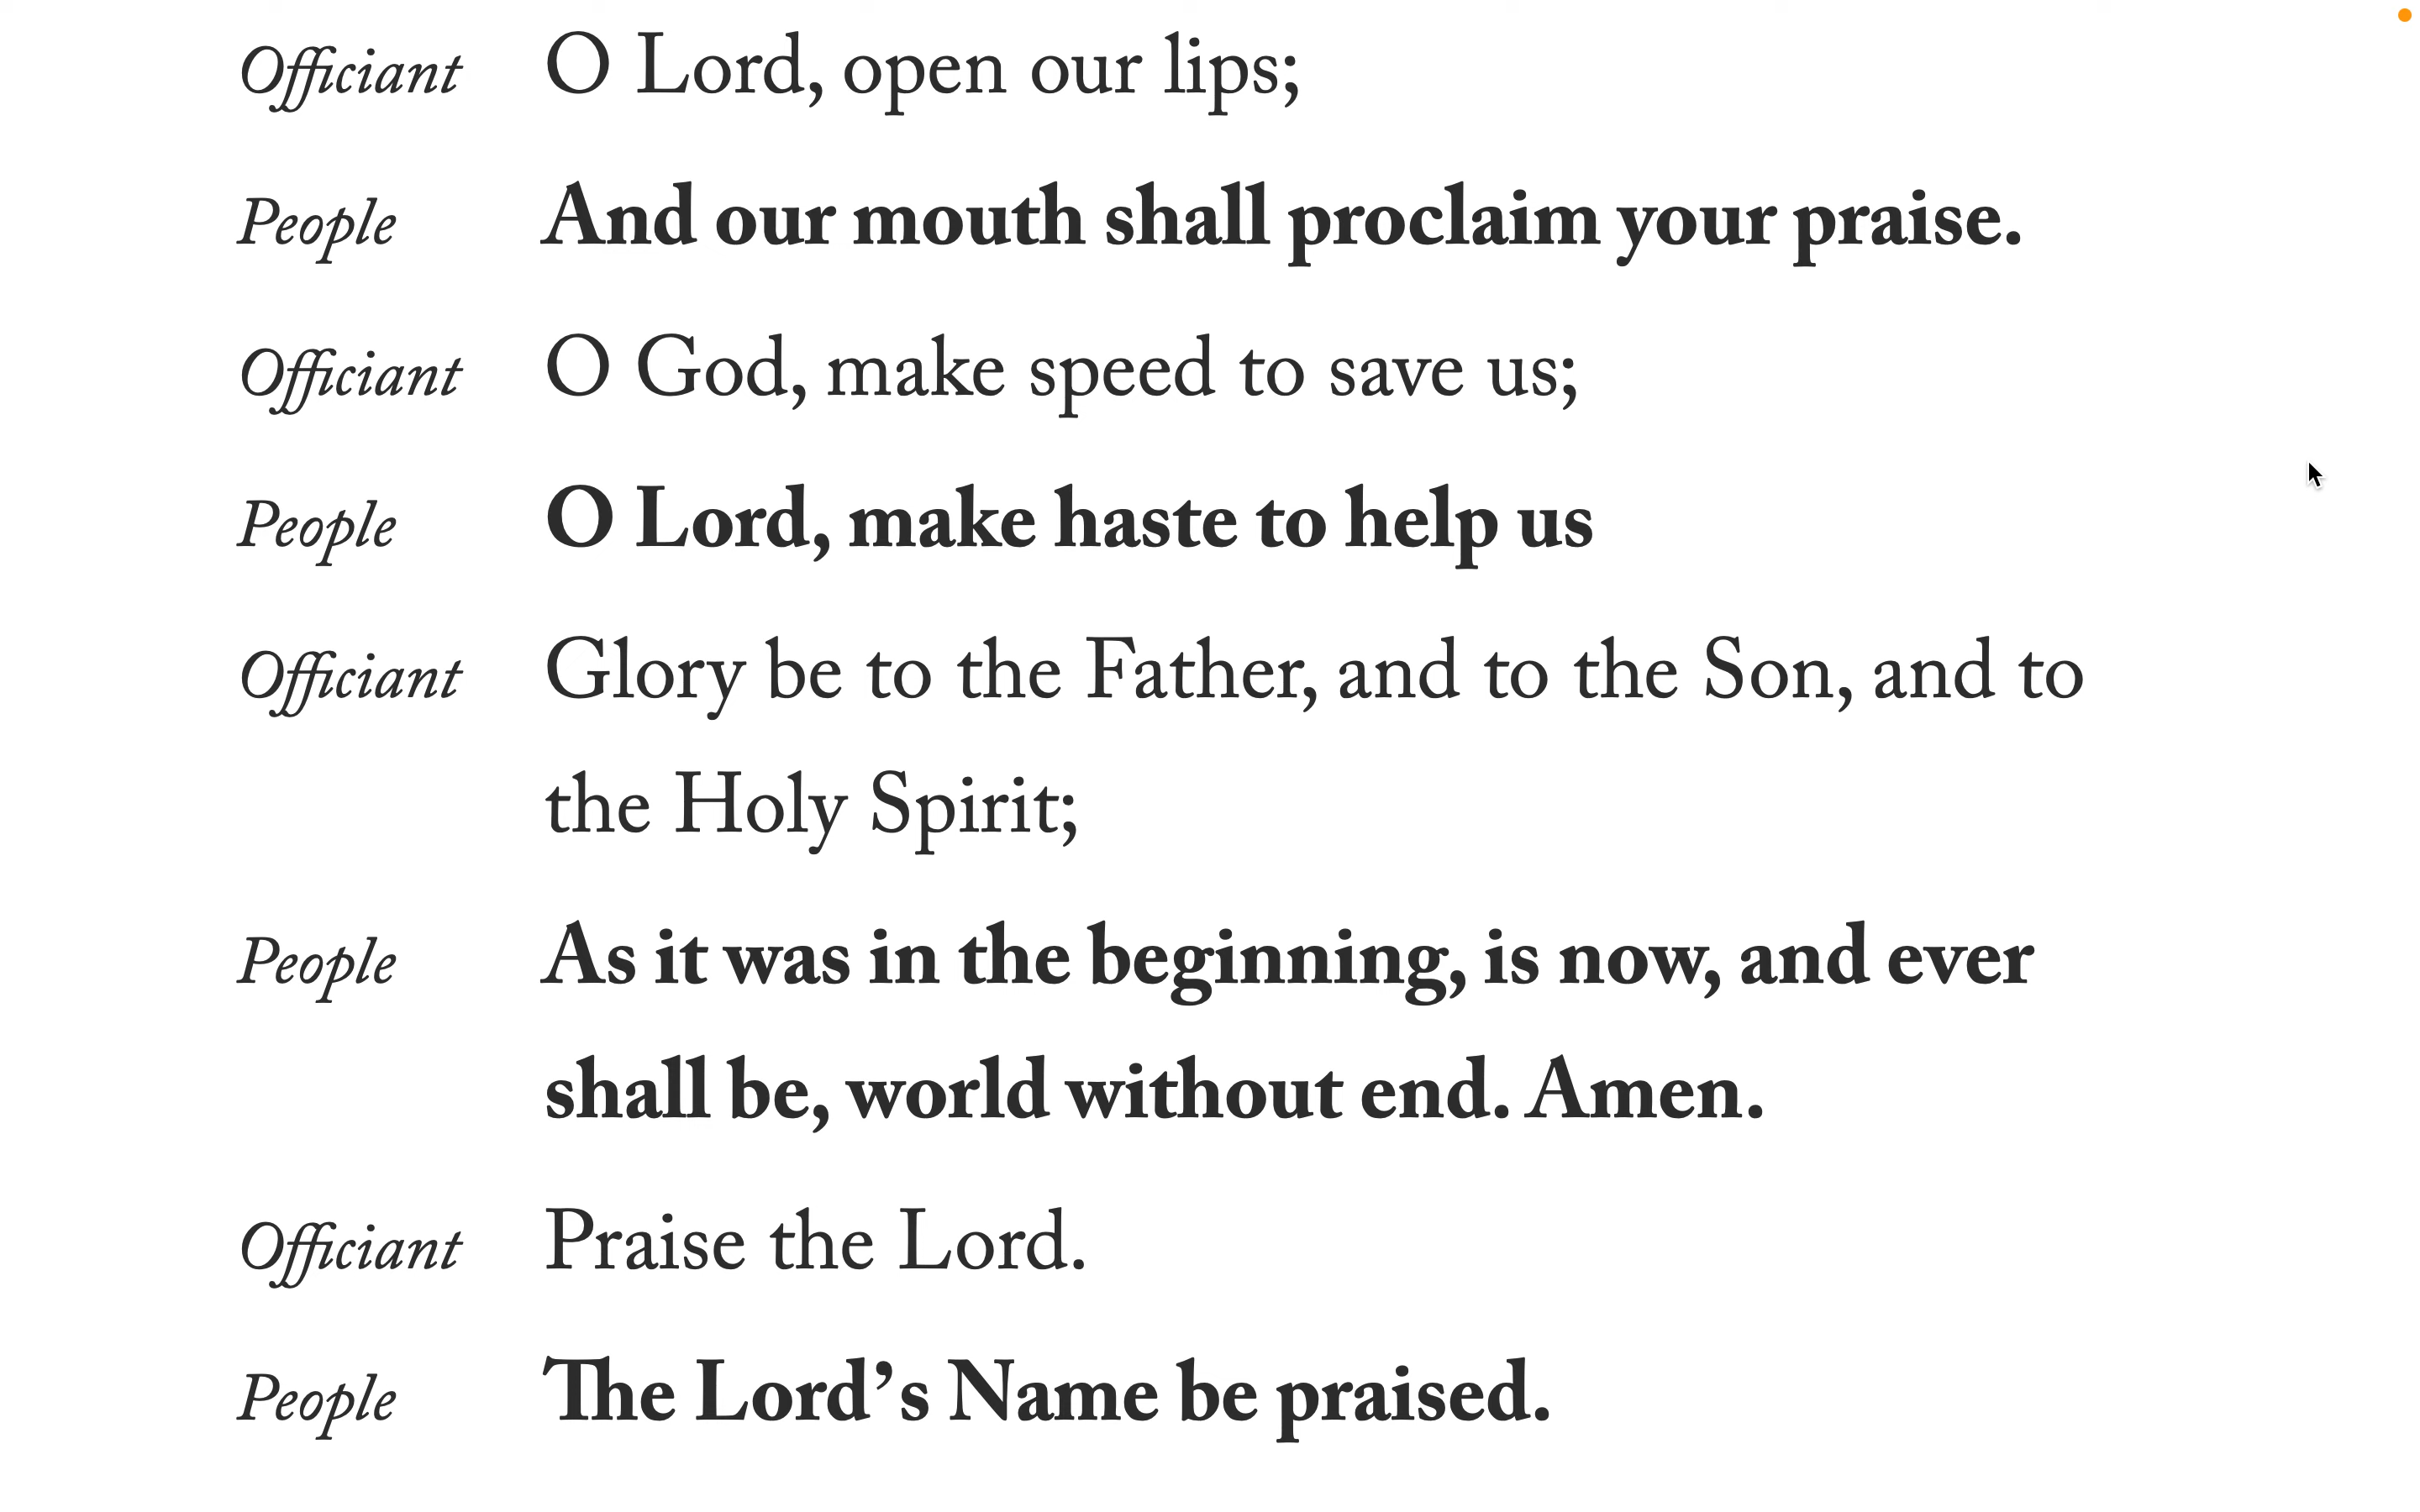 Officiant O Lord, open our lips;
People And our mouth shall proclaim your praise.
Officiant O God, make speed to save us;
People O Lord, make haste to help us
Officiant Glory be to the Father, and to the Son, and to
the Holy Spirit;
People As it was in the beginning, is now, and ever
shall be, world without end. Amen.
Officiant Praise the Lord.
People The Lord’s Name be praised.